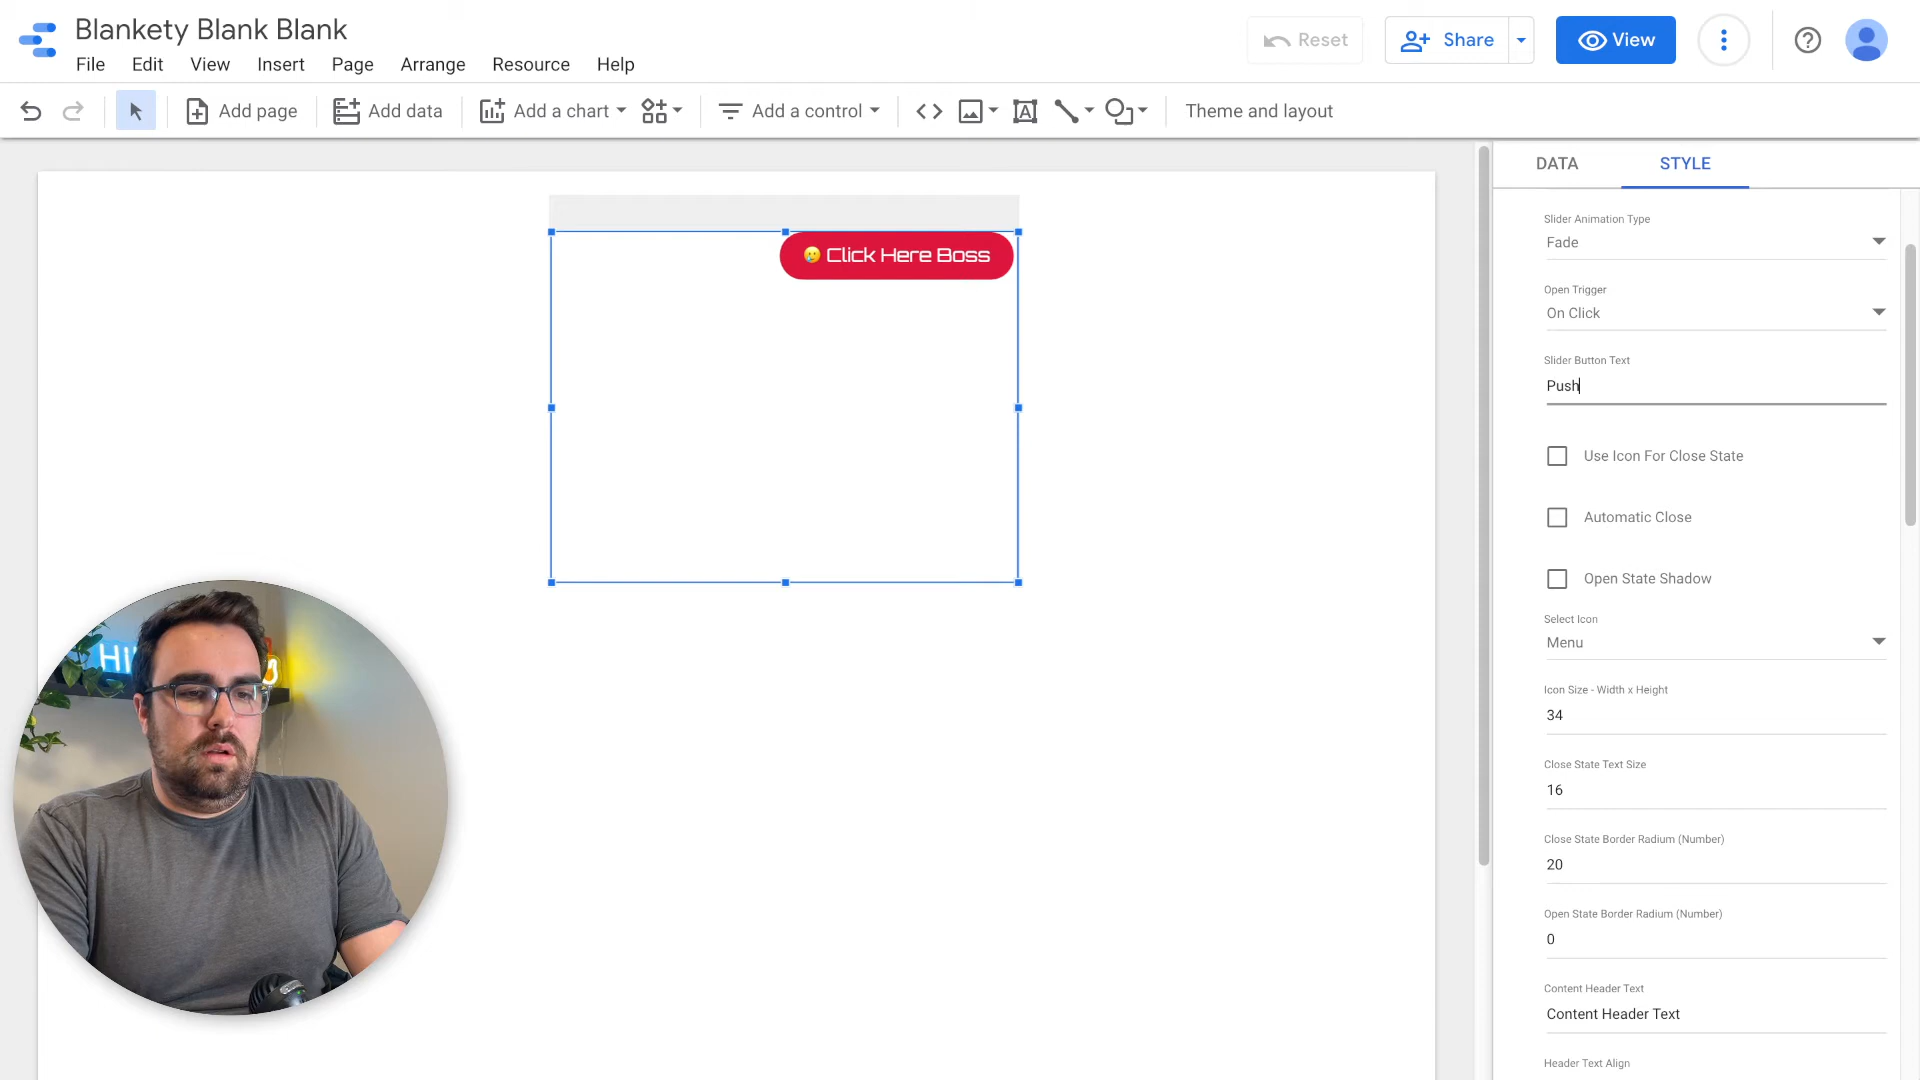 Blankety Blank Blank
File Edit View Insert Page Arrange Resource Help
Reset
Share
View
Add page
Add data
Add a chart
Add a control
Theme and layout
DATA
STYLE
🥲 Click Here Boss
Slider Animation Type
Fade
Open Trigger
On Click
Slider Button Text
Push
Use Icon For Close State
Automatic Close
Open State Shadow
Select Icon
Menu
Icon Size - Width x Height
34
Close State Text Size
16
Close State Border Radium (Number)
20
Open State Border Radium (Number)
0
Content Header Text
Content Header Text
Header Text Align